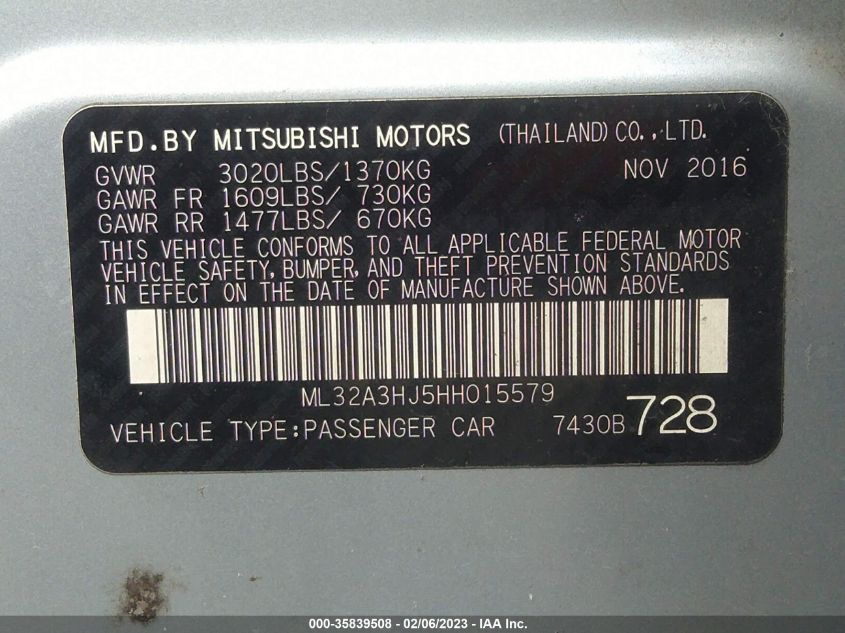 MFD.BY MITSUBISHI MOTORS (THAILAND) CO.,LTD.
GVWR 3020LBS/1370KG NOV 2016
GAWR FR 1609LBS/ 730KG
GAWR RR 1477LBS/ 670KG
THIS VEHICLE CONFORMS TO ALL APPLICABLE FEDERAL MOTOR
VEHICLE SAFETY, BUMPER, AND THEFT PREVENTION STANDARDS
IN EFFECT ON THE DATE OF MANUFACTURE SHOWN ABOVE.
ML32A3HJ5HH015579
VEHICLE TYPE:PASSENGER CAR 7430B 728
000-35839508 - 02/06/2023 - IAA Inc.